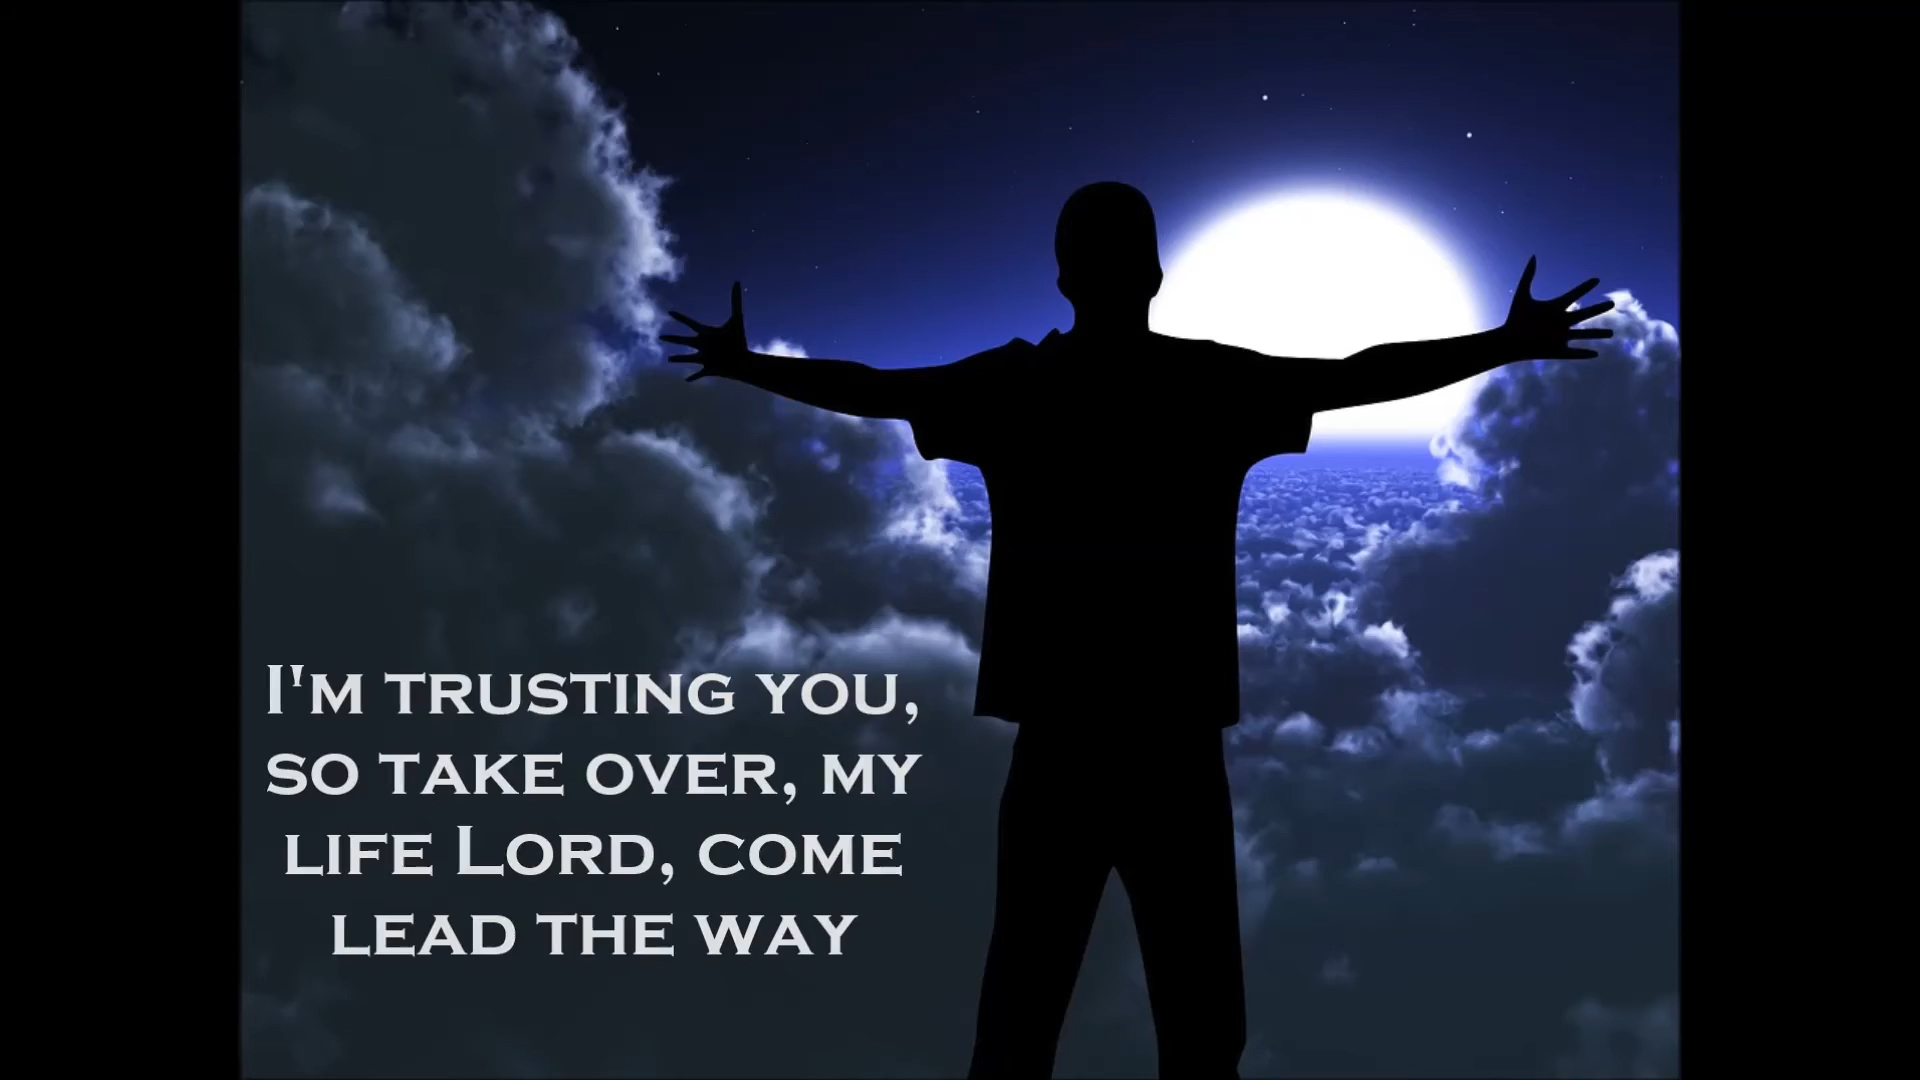 I'm trusting you,
so take over, my
life Lord, come
lead the way